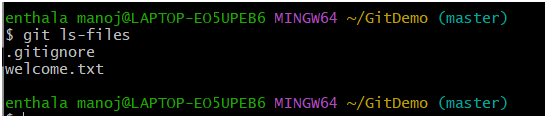 enthala manoj@LAPTOP-EO5UPEB6 MINGW64 ~/GitDemo (master)
$ git ls-files
.gitignore
welcome.txt
enthala manoj@LAPTOP-EO5UPEB6 MINGW64 ~/GitDemo (master)
$